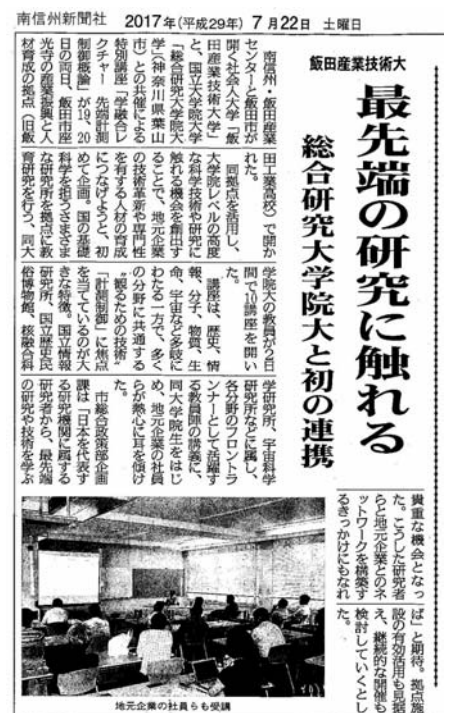 南信州新聞社 2017年(平成29年) 7月22日 土曜日
飯田産業技術大
最先端の研究に触れる
総合研究大学院大と初の連携
南信州・飯田産業
センターと飯田市が
開く社会人大学「飯
田産業技術大学」
と、国立大学院大学
「総合研究大学院大
学」(神奈川県葉山
市)との共催による
特別講座「学融合レ
クチャー 先端計測
制御概論」が19、20
日の両日、飯田市座
光寺の産業振興と人
材育成の拠点(旧飯
田工業高校)で開か
れた。
同拠点を活用し、
大学院レベルの高度
な科学技術や研究に
触れる機会を創出す
ることで、地元企業
の技術革新や専門性
を有する人材の育成
につなげようと、初
めて企画。国の基礎
科学を担うさまざま
な研究所を拠点に教
育研究を行う、同大
学院大の教員が2日
間で10講座を開い
た。
講座は、歴史、情
報、分子、物質、生
命、宇宙など多岐に
わたる一方で、多く
の分野に共通する
"観るための技術"
「計測制御」に焦点
を当てているのが大
きな特徴。国立情報
研究所、国立歴史民
俗博物館、核融合科
学研究所、宇宙科学
研究所などに属し、
各分野のフロントラ
ンナーとして活躍す
る教員陣の講義に、
同大学院生をはじ
め、地元企業の社員
らが熱心に耳を傾け
た。
市総合政策部企画
課は「日本を代表す
る研究機関に属する
研究者から、最先端
の研究や技術を学ぶ
貴重な機会となっ
た。こうした研究者
らと地元企業とのネ
ットワークを構築す
るきっかけにもなれ
ば」と期待。拠点施
設の有効活用も見据
え、継続的な開催も
検討していくとし
た。
地元企業の社員らも受講